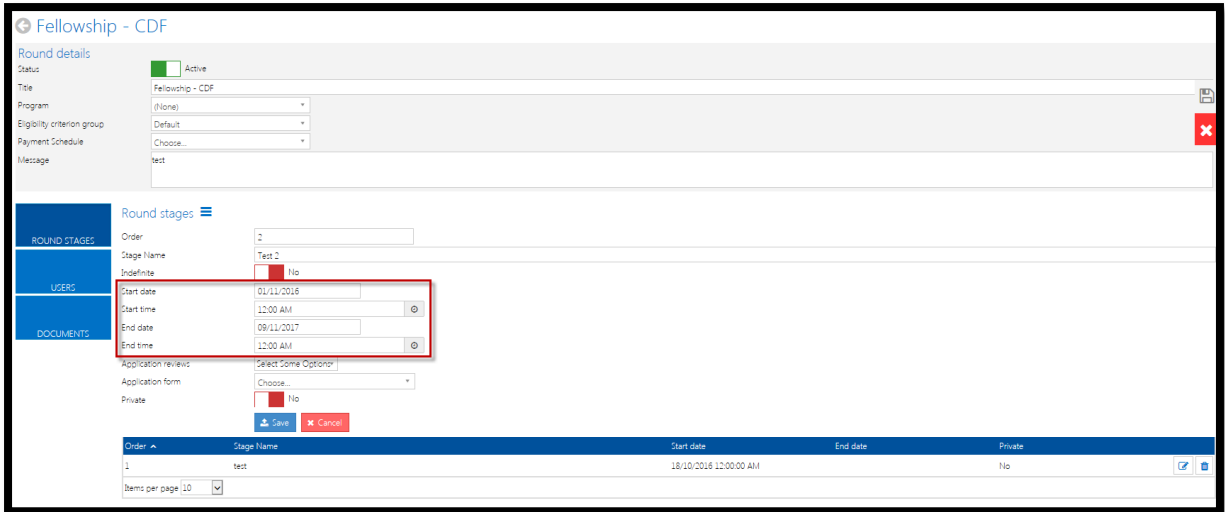 Fellowship - CDF
Round details
Status Active
Title Fellowship - CDF
Program (None)
Eligibility criterion group Default
Payment Schedule Choose...
Message test
ROUND STAGES
USERS
DOCUMENTS
Round stages
Order 2
Stage Name Test 2
Indefinite No
Start date 01/11/2016
Start time 12:00 AM
End date 09/11/2017
End time 12:00 AM
Application reviews Select Some Options
Application form Choose...
Private No
Save Cancel
Order Stage Name Start date End date Private
1 test 18/10/2016 12:00:00 AM No
Items per page 10